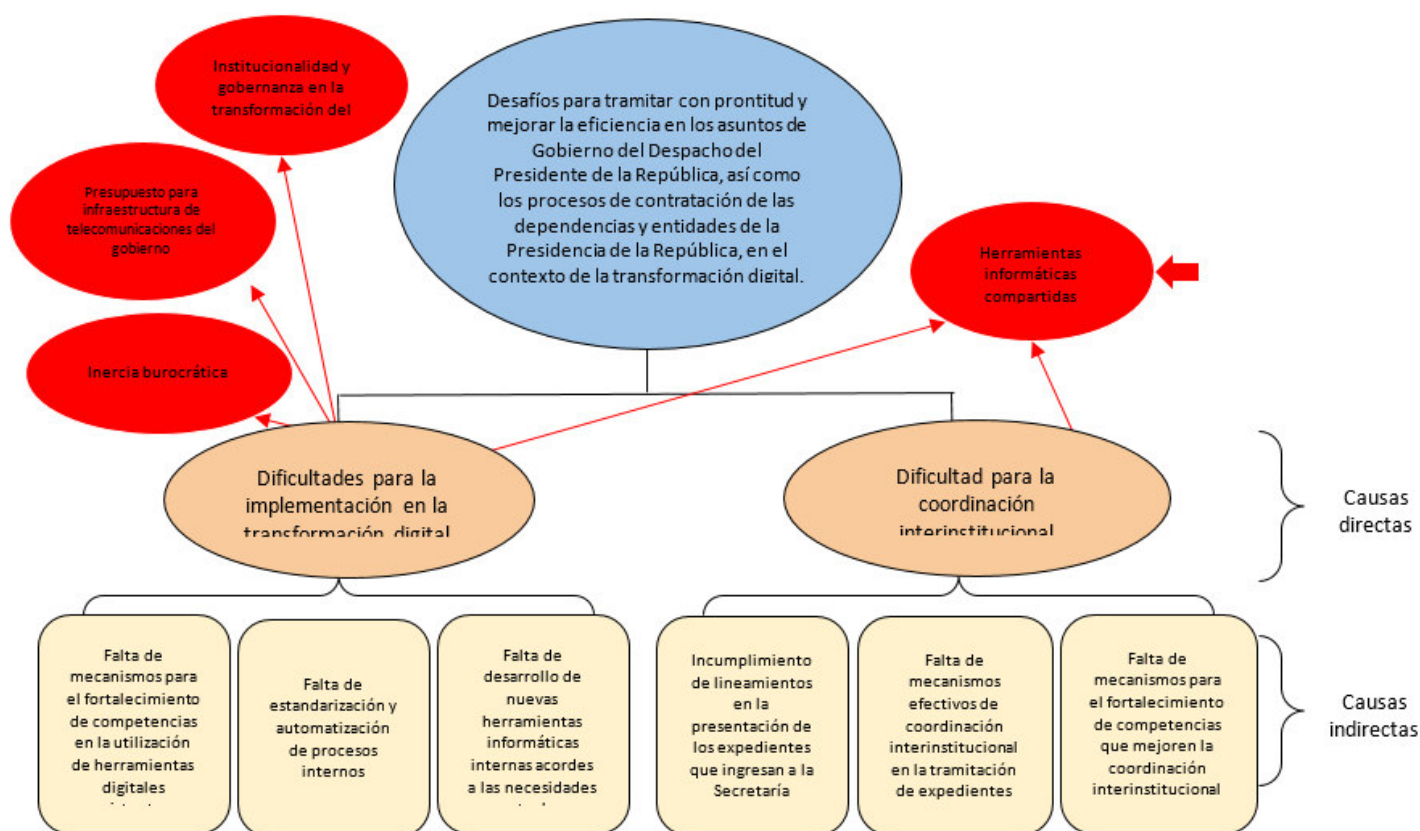 Institucionalidad y
gobernanza en la
transformación del
Presupuesto para
infraestructura de
telecomunicaciones del
gobierno
Inercia burocrática
Desafíos para tramitar con prontitud y
mejorar la eficiencia en los asuntos de
Gobierno del Despacho del
Presidente de la República, así como
los procesos de contratación de las
dependencias y entidades de la
Presidencia de la República, en el
contexto de la transformación digital.
Herramientas
informáticas
compartidas
Dificultades para la
implementación en la
transformación digital
Dificultad para la
coordinación
interinstitucional
Causas
directas
Falta de
mecanismos para
el fortalecimiento
de competencias
en la utilización
de herramientas
digitales
Falta de
estandarización y
automatización
de procesos
internos
Falta de
desarrollo de
nuevas
herramientas
informáticas
internas acordes
a las necesidades
Incumplimiento
de lineamientos
en la
presentación de
los expedientes
que ingresan a la
Secretaría
Falta de
mecanismos
efectivos de
coordinación
interinstitucional
en la tramitación
de expedientes
Falta de
mecanismos para
el fortalecimiento
de competencias
que mejoren la
coordinación
interinstitucional
Causas
indirectas